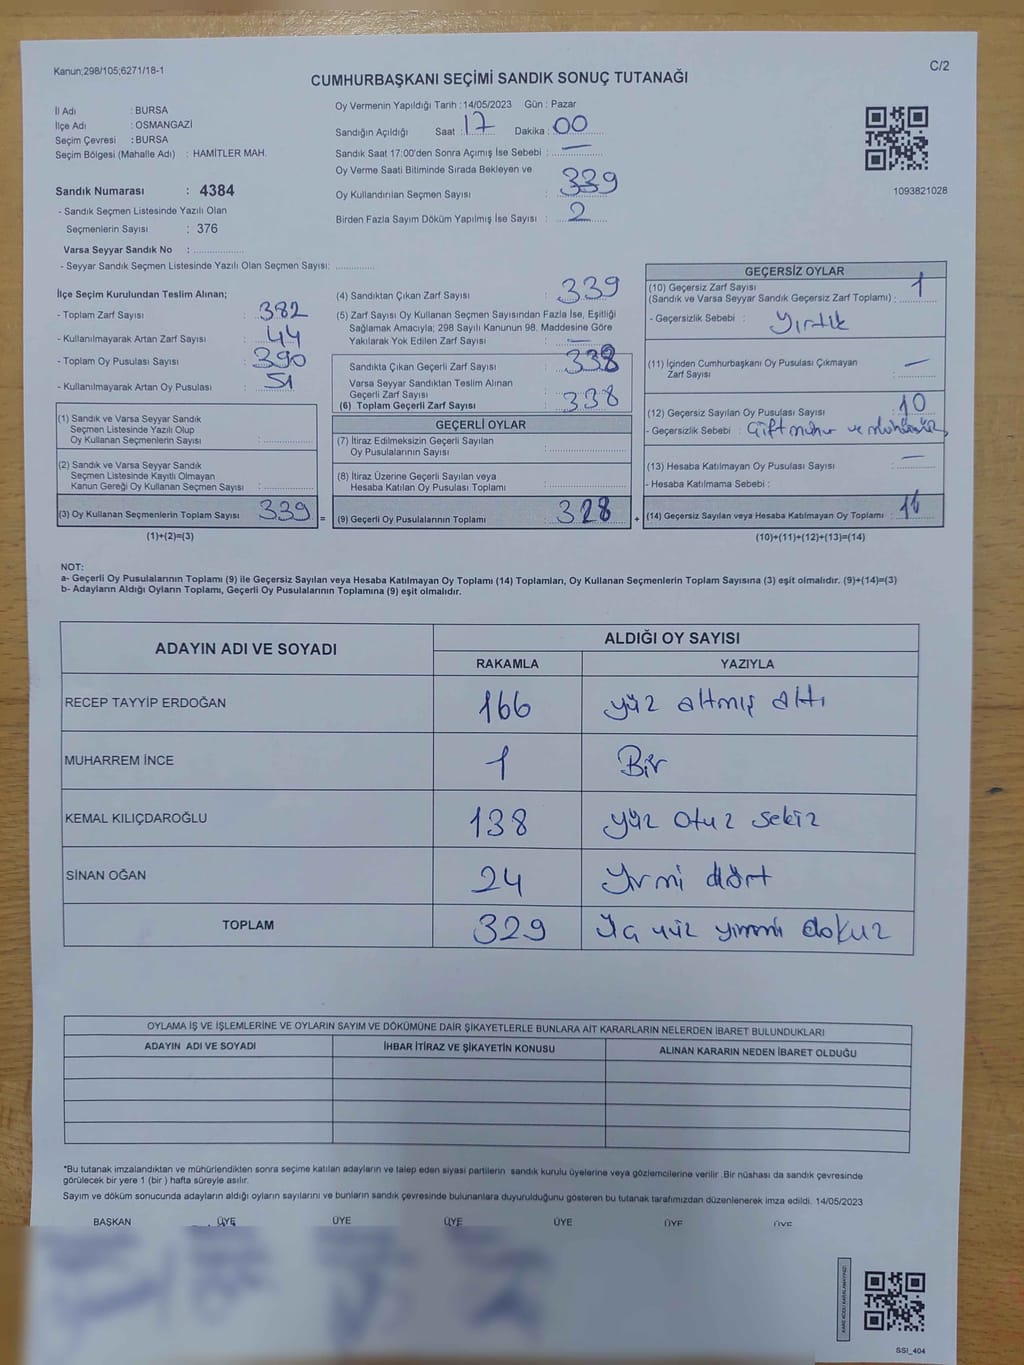 Kanun;298/105;6271/18-1
C/2
CUMHURBAŞKANI SEÇİMİ SANDIK SONUÇ TUTANAĞI
İl Adı : BURSA
İlçe Adı : OSMANGAZİ
Seçim Çevresi : BURSA
Seçim Bölgesi (Mahalle Adı) : HAMİTLER MAH.
Sandık Numarası : 4384
- Sandık Seçmen Listesinde Yazılı Olan
Seçmenlerin Sayısı : 376
Varsa Seyyar Sandık No : ..................
- Seyyar Sandık Seçmen Listesinde Yazılı Olan Seçmen Sayısı: .............
Oy Vermenin Yapıldığı Tarih : 14/05/2023 Gün : Pazar
Sandığın Açıldığı Saat : 17 Dakika : 00
Sandık Saat 17:00'den Sonra Açımış İse Sebebi : —
Oy Verme Saati Bitiminde Sırada Bekleyen ve
Oy Kullandırılan Seçmen Sayısı : 339
Birden Fazla Sayım Döküm Yapılmış İse Sayısı : 2
1093821028
İlçe Seçim Kurulundan Teslim Alınan;
- Toplam Zarf Sayısı : 382
- Kullanılmayarak Artan Zarf Sayısı : 44
- Toplam Oy Pusulası Sayısı : 390
- Kullanılmayarak Artan Oy Pusulası : 51
(1) Sandık ve Varsa Seyyar Sandık
Seçmen Listesinde Yazılı Olup
Oy Kullanan Seçmenlerin Sayısı : ............
(2) Sandık ve Varsa Seyyar Sandık
Seçmen Listesinde Kayıtlı Olmayan
Kanun Gereği Oy Kullanan Seçmen Sayısı : ............
(3) Oy Kullanan Seçmenlerin Toplam Sayısı 339 =
(1)+(2)=(3)
(4) Sandıktan Çıkan Zarf Sayısı : 339
(5) Zarf Sayısı Oy Kullanan Seçmen Sayısından Fazla İse, Eşitliği
Sağlamak Amacıyla; 298 Sayılı Kanunun 98. Maddesine Göre
Yakılarak Yok Edilen Zarf Sayısı : —
Sandıkta Çıkan Geçerli Zarf Sayısı : 338
Varsa Seyyar Sandıktan Teslim Alınan
Geçerli Zarf Sayısı :
(6) Toplam Geçerli Zarf Sayısı : 338
GEÇERLİ OYLAR
(7) İtiraz Edilmeksizin Geçerli Sayılan
Oy Pusulalarının Sayısı : ............
(8) İtiraz Üzerine Geçerli Sayılan veya
Hesaba Katılan Oy Pusulası Toplamı : ............
(9) Geçerli Oy Pusulalarının Toplamı : 328 +
GEÇERSİZ OYLAR
(10) Geçersiz Zarf Sayısı
(Sandık ve Varsa Seyyar Sandık Geçersiz Zarf Toplamı) : 1
- Geçersizlik Sebebi : Yırtık
(11) İçinden Cumhurbaşkanı Oy Pusulası Çıkmayan
Zarf Sayısı : —
(12) Geçersiz Sayılan Oy Pusulası Sayısı : 10
- Geçersizlik Sebebi : Çift mühür ve
(13) Hesaba Katılmayan Oy Pusulası Sayısı : —
- Hesaba Katılmama Sebebi :
(14) Geçersiz Sayılan veya Hesaba Katılmayan Oy Toplamı : 11
(10)+(11)+(12)+(13)=(14)
NOT:
a- Geçerli Oy Pusulalarının Toplamı (9) ile Geçersiz Sayılan veya Hesaba Katılmayan Oy Toplamı (14) Toplamları, Oy Kullanan Seçmenlerin Toplam Sayısına (3) eşit olmalıdır. (9)+(14)=(3)
b- Adayların Aldığı Oyların Toplamı, Geçerli Oy Pusulalarının Toplamına (9) eşit olmalıdır.
ADAYIN ADI VE SOYADI ALDIĞI OY SAYISI
RAKAMLA YAZIYLA
RECEP TAYYİP ERDOĞAN 166 yüz altmış altı
MUHARREM İNCE 1 Bir
KEMAL KILIÇDAROĞLU 138 yüz otuz sekiz
SİNAN OĞAN 24 Yirmi dört
TOPLAM 329 Üç yüz yirmi dokuz
OYLAMA İŞ VE İŞLEMLERİNE VE OYLARIN SAYIM VE DÖKÜMÜNE DAİR ŞİKAYETLERLE BUNLARA AİT KARARLARIN NELERDEN İBARET BULUNDUKLARI
ADAYIN ADI VE SOYADI İHBAR İTİRAZ VE ŞİKAYETİN KONUSU ALINAN KARARIN NEDEN İBARET OLDUĞU
*Bu tutanak imzalandıktan ve mühürlendikten sonra seçime katılan adayların ve talep eden siyasi partilerin sandık kurulu üyelerine veya gözlemcilerine verilir .Bir nüshası da sandık çevresinde
görülecek bir yere 1 (bir ) hafta süreyle asılır.
Sayım ve döküm sonucunda adayların aldığı oyların sayılarını ve bunların sandık çevresinde bulunanlara duyurulduğunu gösteren bu tutanak tarafımızdan düzenlenerek imza edildi. 14/05/2023
BAŞKAN ÜYE ÜYE ÜYE ÜYE ÜYE ÜYE
SSI_404